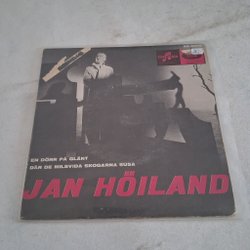 EN DÖRR PÅ GLÄNT
DÄR DE MILSVIDA SKOGARNA SUSA
JAN HÖILAND